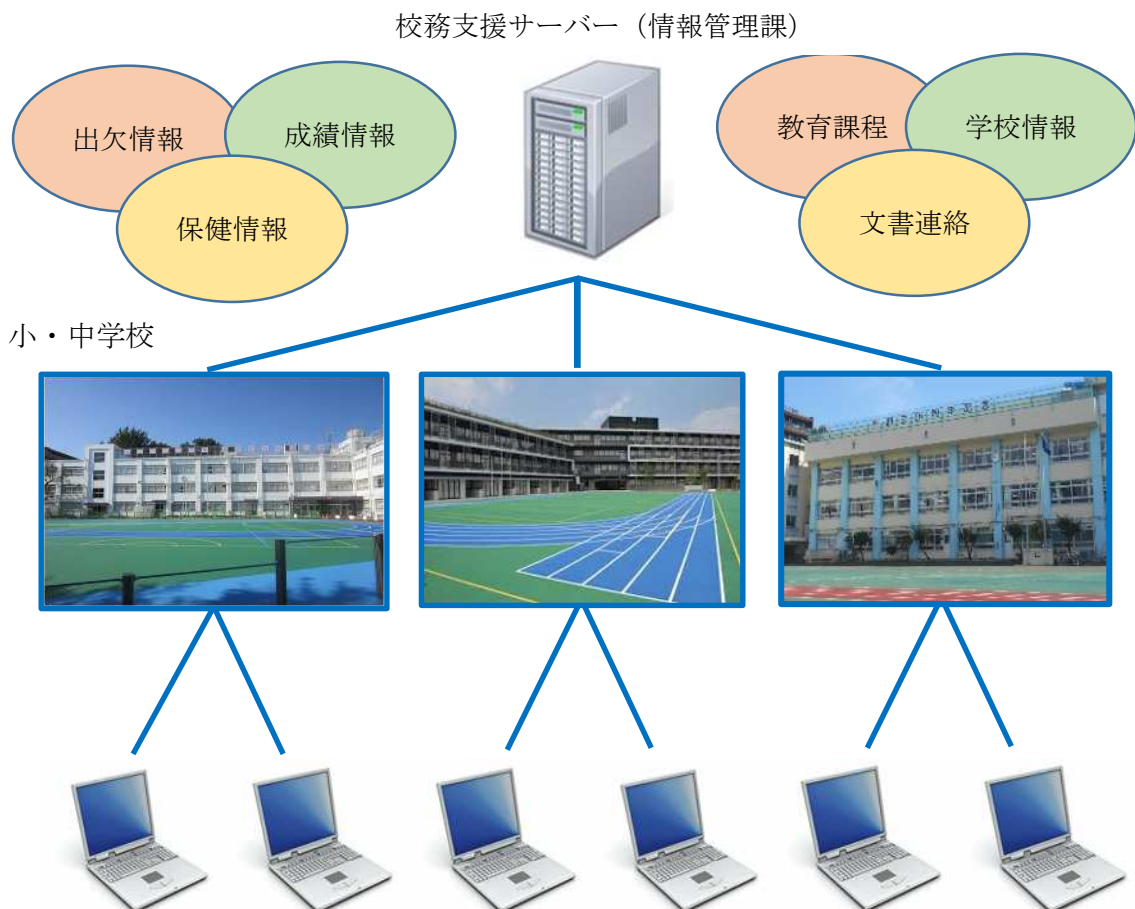 校務支援サーバー（情報管理課）
出欠情報
成績情報
保健情報
教育課程
学校情報
文書連絡
小・中学校